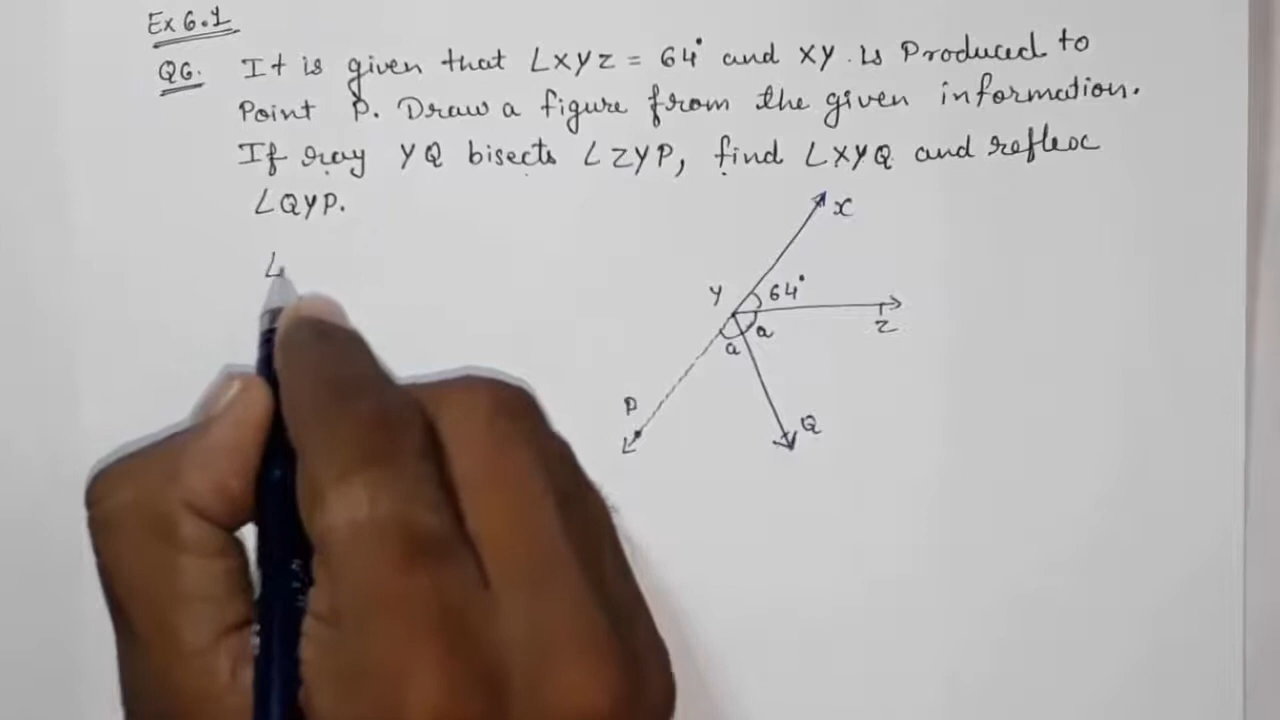 Ex 6.1
Q6. It is given that ∠XYZ = 64° and XY is Produced to
Point P. Draw a figure from the given information.
If ray YQ bisects ∠ZYP, find ∠XYQ and reflex
∠QYP.
X
Y 64°
Z
a
a
P
Q
∠